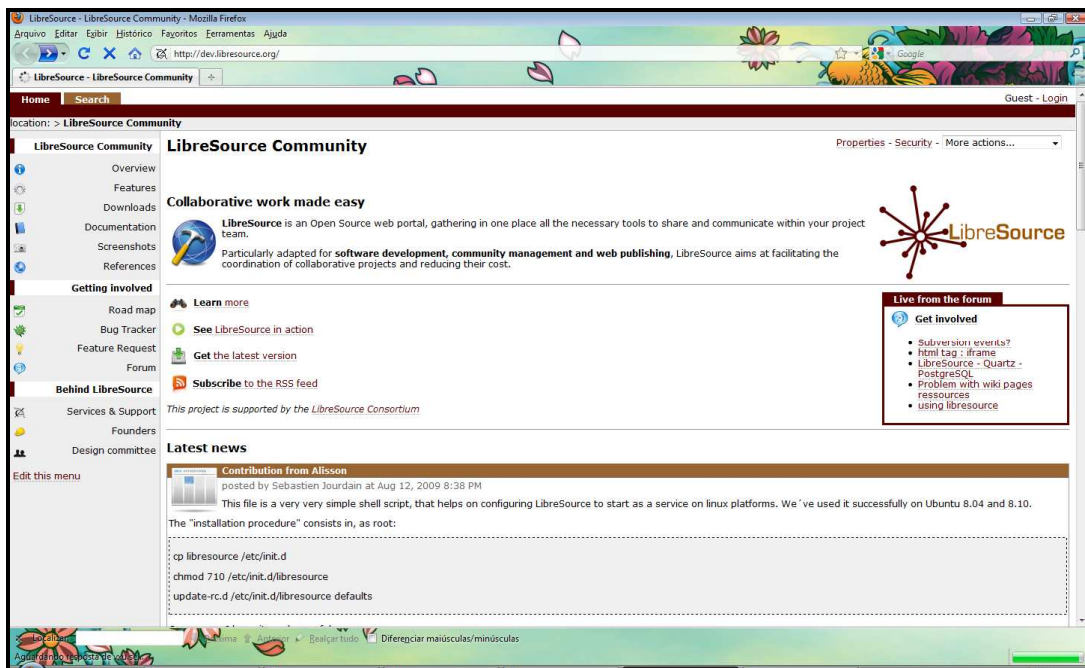 LibreSource - LibreSource Community - Mozilla Firefox
Arquivo Editar Exibir Histórico Favoritos Ferramentas Ajuda
http://dev.libresource.org/
Google
LibreSource - LibreSource Community
Home Search
Guest - Login
location: > LibreSource Community
LibreSource Community
Overview
Features
Downloads
Documentation
Screenshots
References
Getting involved
Road map
Bug Tracker
Feature Request
Forum
Behind LibreSource
Services & Support
Founders
Design committee
Edit this menu
LibreSource Community
Properties - Security - More actions...
Collaborative work made easy
LibreSource is an Open Source web portal, gathering in one place all the necessary tools to share and communicate within your project
team.
Particularly adapted for software development, community management and web publishing, LibreSource aims at facilitating the
coordination of collaborative projects and reducing their cost.
LibreSource
Learn more
See LibreSource in action
Get the latest version
Subscribe to the RSS feed
This project is supported by the LibreSource Consortium
Live from the forum
Get involved
Subversion events?
html tag : iframe
LibreSource - Quartz -
PostgreSQL
Problem with wiki pages
ressources
using libresource
Latest news
Contribution from Alisson
posted by Sebastien Jourdain at Aug 12, 2009 8:38 PM
This file is a very very simple shell script, that helps on configuring LibreSource to start as a service on linux platforms. We´ve used it successfully on Ubuntu 8.04 and 8.10.
The "installation procedure" consists in, as root:
cp libresource /etc/init.d
chmod 710 /etc/init.d/libresource
update-rc.d /etc/init.d/libresource defaults
Localizar: Anterior Realçar tudo Diferenciar maiúsculas/minúsculas
Aguardando resposta de